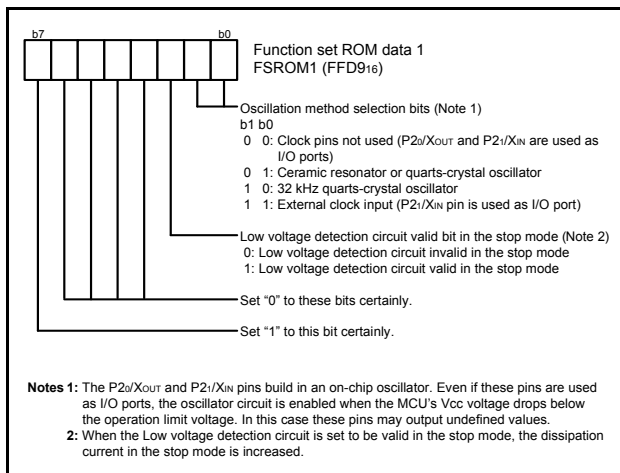 b7
b0
Function set ROM data 1
FSROM1 (FFD916)
Oscillation method selection bits (Note 1)
b1 b0
0 0: Clock pins not used (P20/XOUT and P21/XIN are used as
I/O ports)
0 1: Ceramic resonator or quarts-crystal oscillator
1 0: 32 kHz quarts-crystal oscillator
1 1: External clock input (P21/XIN pin is used as I/O port)
Low voltage detection circuit valid bit in the stop mode (Note 2)
0: Low voltage detection circuit invalid in the stop mode
1: Low voltage detection circuit valid in the stop mode
Set “0” to these bits certainly.
Set “1” to this bit certainly.
Notes 1: The P20/XOUT and P21/XIN pins build in an on-chip oscillator. Even if these pins are used
as I/O ports, the oscillator circuit is enabled when the MCU's Vcc voltage drops below
the operation limit voltage. In this case these pins may output undefined values.
2: When the Low voltage detection circuit is set to be valid in the stop mode, the dissipation
current in the stop mode is increased.